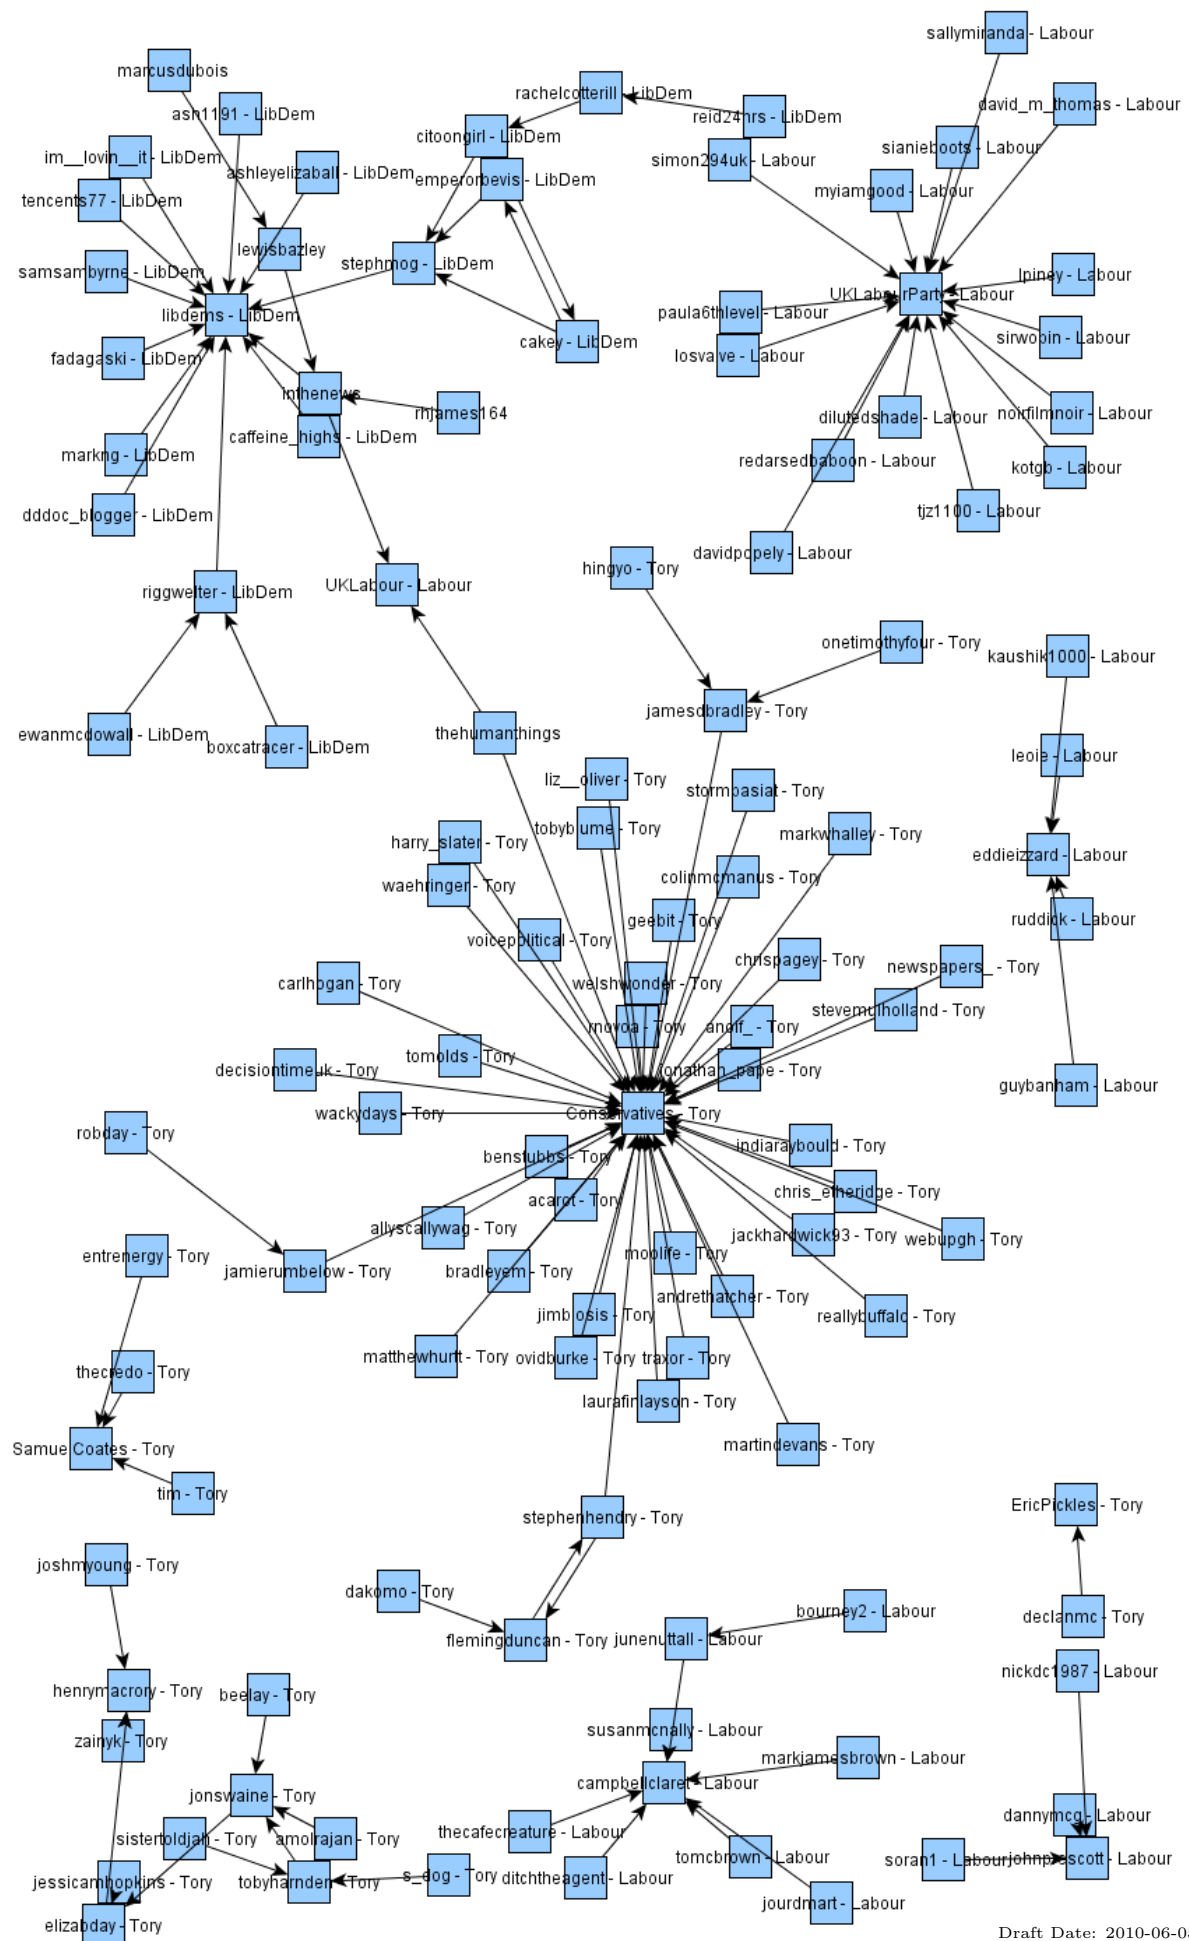 sallymiranda - Labour
marcusdubois
rachelcotterill - LibDem
david_m_thomas - Labour
ash1191 - LibDem
reid24hrs - LibDem
citoongirl - LibDem
sianieboots - Labour
im__lovin__it - LibDem
simon294uk - Labour
ashleyelizaball - LibDem
emperorbevis - LibDem
myiamgood - Labour
tencents77 - LibDem
lewisbazley
stephmog - LibDem
samsambyrne - LibDem
lpiney - Labour
UKLabourParty - Labour
libdems - LibDem
paula6thlevel - Labour
sirwobin - Labour
cakey - LibDem
fadagaski - LibDem
losvalve - Labour
inthenews
rhjames164
dilutedshade - Labour
noirfilmnoir - Labour
caffeine_highs - LibDem
markng - LibDem
redarsedbaboon - Labour
kotgb - Labour
dddoc_blogger - LibDem
tjz1100 - Labour
davidpopely - Labour
hingyo - Tory
riggwelter - LibDem
UKLabour - Labour
onetimothyfour - Tory
kaushik1000 - Labour
jamesdbradley - Tory
ewanmcdowall - LibDem
thehumanthings
boxcatracer - LibDem
leoie - Labour
liz__oliver - Tory
stormbasiat - Tory
tobyblume - Tory
markwhalley - Tory
harry_slater - Tory
eddieizzard - Labour
colinmcmanus - Tory
waehringer - Tory
geebit - Tory
ruddick - Labour
voicepolitical - Tory
chrispagey - Tory
newspapers_ - Tory
carlhogan - Tory
welshwonder - Tory
stevemulholland - Tory
rnovoa - Tory
anolf_ - Tory
tomolds - Tory
decisiontimeuk - Tory
jonathan_pape - Tory
guybanham - Labour
wackydays - Tory
Conservatives - Tory
robday - Tory
indiaraybould - Tory
benstubbs - Tory
chris_etheridge - Tory
acarot - Tory
allyscallywag - Tory
jackhardwick93 - Tory
webupgh - Tory
entrenergy - Tory
moolife - Tory
jamierumbelow - Tory
bradleyem - Tory
andrethatcher - Tory
jimbosis - Tory
reallybuffalo - Tory
matthewhurtt - Tory
ovidburke - Tory
traxor - Tory
thecredo - Tory
laurafinlayson - Tory
SamuelCoates - Tory
martindevans - Tory
tim - Tory
EricPickles - Tory
stephenhendry - Tory
joshmyoung - Tory
dakomo - Tory
bourney2 - Labour
declanmc - Tory
flemingduncan - Tory
junenuttall - Labour
nickdc1987 - Labour
henrymacrory - Tory
beelay - Tory
susanmcnally - Labour
zainyk - Tory
markjamesbrown - Labour
campbellclaret - Labour
jonswaine - Tory
dannymcg - Labour
thecafecreature - Labour
sistertoldjah - Tory
amolrajan - Tory
tomcbrown - Labour
soran1 - Labour
johnprescott - Labour
s_dog - Tory
ditchtheagent - Labour
jessicamhopkins - Tory
tobyharnden - Tory
jourdmart - Labour
elizabday - Tory
Draft Date: 2010-06-0